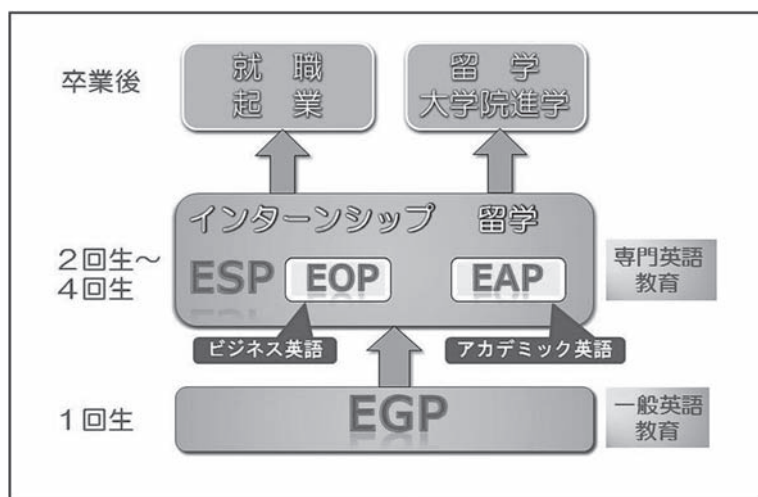 卒業後
就職
起業
留学
大学院進学
インターンシップ
留学
2回生～
4回生
ESP
EOP
EAP
専門英語
教育
ビジネス英語
アカデミック英語
1回生
EGP
一般英語
教育